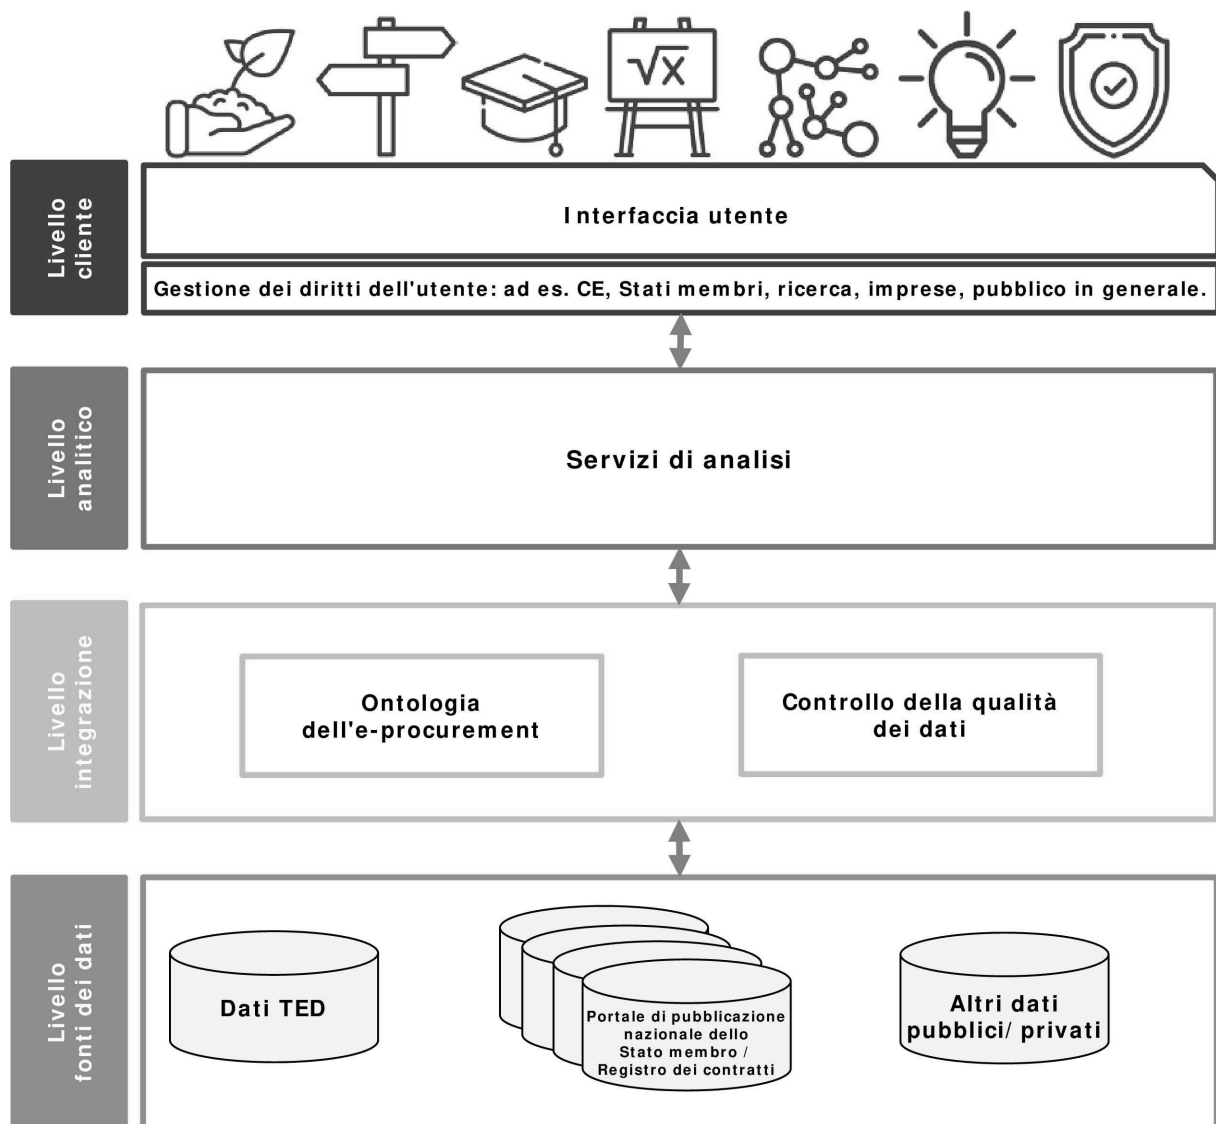 √x
Livello
cliente
Interfaccia utente
Gestione dei diritti dell'utente: ad es. CE, Stati membri, ricerca, imprese, pubblico in generale.
Livello
analitico
Servizi di analisi
Livello
integrazione
Ontologia
dell'e-procurement
Controllo della qualità
dei dati
Livello
fonti dei dati
Dati TED
Portale di pubblicazione
nazionale dello
Stato membro /
Registro dei contratti
Altri dati
pubblici/ privati